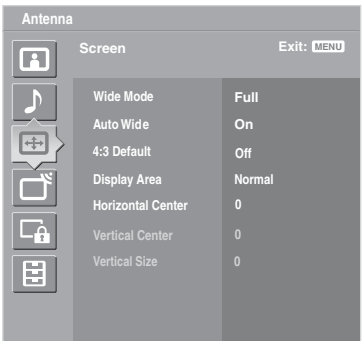 Antenna
Screen Exit: MENU
Wide Mode Full
Auto Wide On
4:3 Default Off
Display Area Normal
Horizontal Center 0
Vertical Center 0
Vertical Size 0